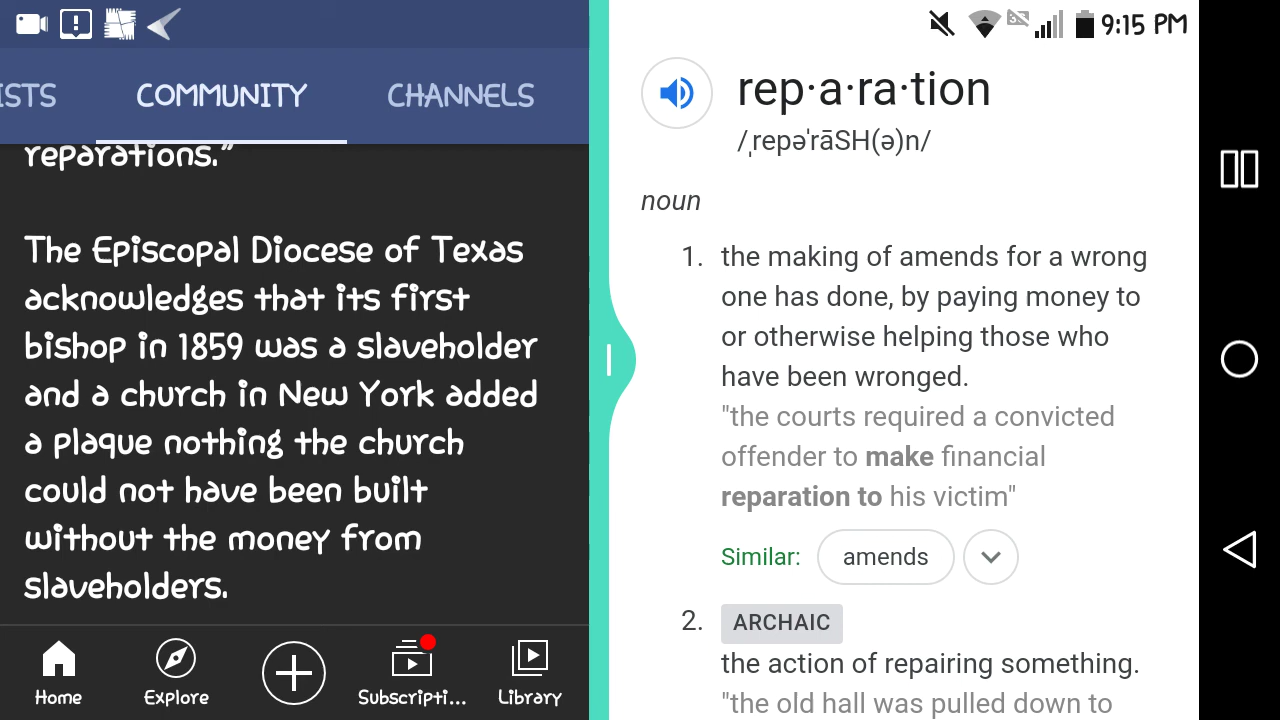 9:15 PM
ISTS
COMMUNITY
CHANNELS
reparations."
The Episcopal Diocese of Texas
acknowledges that its first
bishop in 1859 was a slaveholder
and a church in New York added
a plaque nothing the church
could not have been built
without the money from
slaveholders.
Home
Explore
Subscripti...
Library
rep·a·ra·tion
/ˌrepəˈrāSH(ə)n/
noun
1. the making of amends for a wrong
one has done, by paying money to
or otherwise helping those who
have been wronged.
"the courts required a convicted
offender to make financial
reparation to his victim"
Similar: amends
2. ARCHAIC
the action of repairing something.
"the old hall was pulled down to